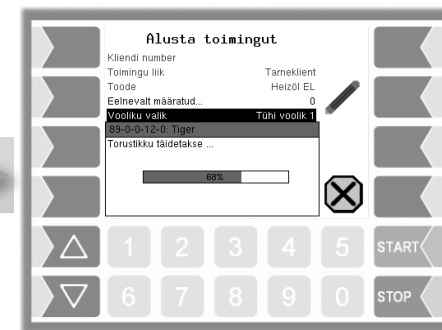 Alusta toimingut
Kliendi number
Toimingu liik Tarneklient
Toode Heizöl EL
Eelnevalt määratud... 0
Vooliku valik Tühi voolik 1
89-0-0-12-0: Tiger
Torustikku täidetakse ...
68%
1 2 3 4 5 START
6 7 8 9 0 STOP